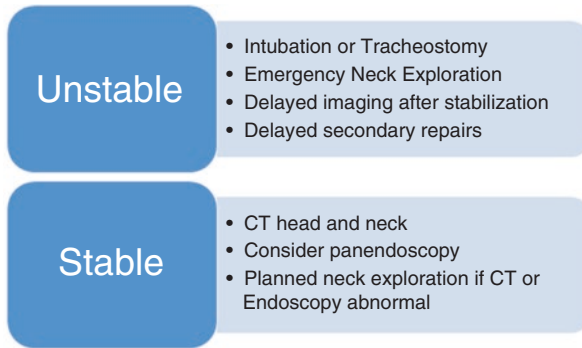 Unstable
• Intubation or Tracheostomy
• Emergency Neck Exploration
• Delayed imaging after stabilization
• Delayed secondary repairs
Stable
• CT head and neck
• Consider panendoscopy
• Planned neck exploration if CT or
Endoscopy abnormal